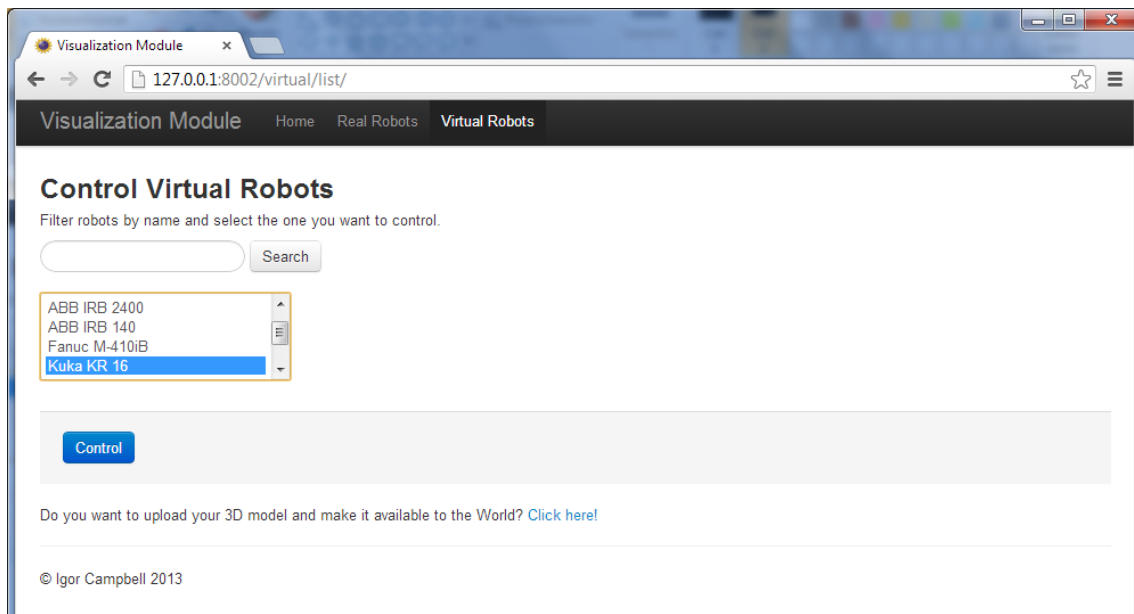 Visualization Module
127.0.0.1:8002/virtual/list/
Visualization Module Home Real Robots Virtual Robots
Control Virtual Robots
Filter robots by name and select the one you want to control.
Search
ABB IRB 2400
ABB IRB 140
Fanuc M-410iB
Kuka KR 16
Control
Do you want to upload your 3D model and make it available to the World? Click here!
© Igor Campbell 2013